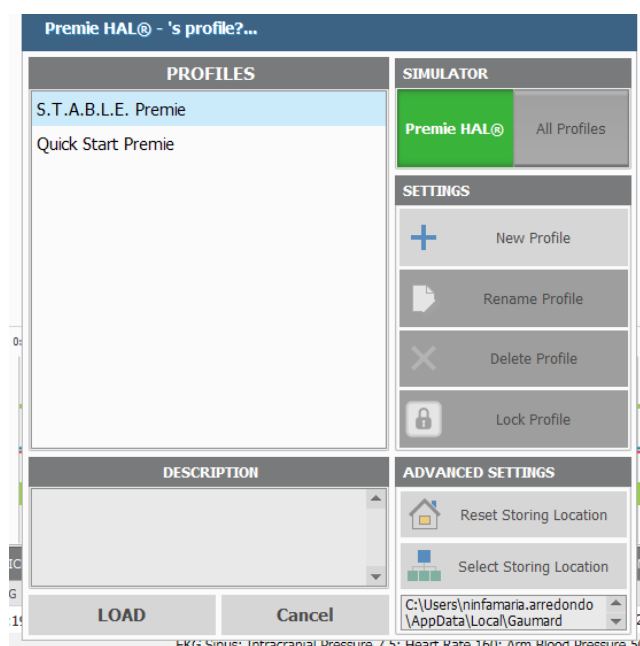 Premie HAL® - 's profile?...
PROFILES
S.T.A.B.L.E. Premie
Quick Start Premie
SIMULATOR
Premie HAL®
All Profiles
SETTINGS
New Profile
Rename Profile
Delete Profile
Lock Profile
DESCRIPTION
LOAD
Cancel
ADVANCED SETTINGS
Reset Storing Location
Select Storing Location
C:\Users\ninfamaria.arredondo
\AppData\Local\Gaumard
EKG Sinus; Intracranial Pressure 7.5; Heart Rate 160; Arm Blood Pressure